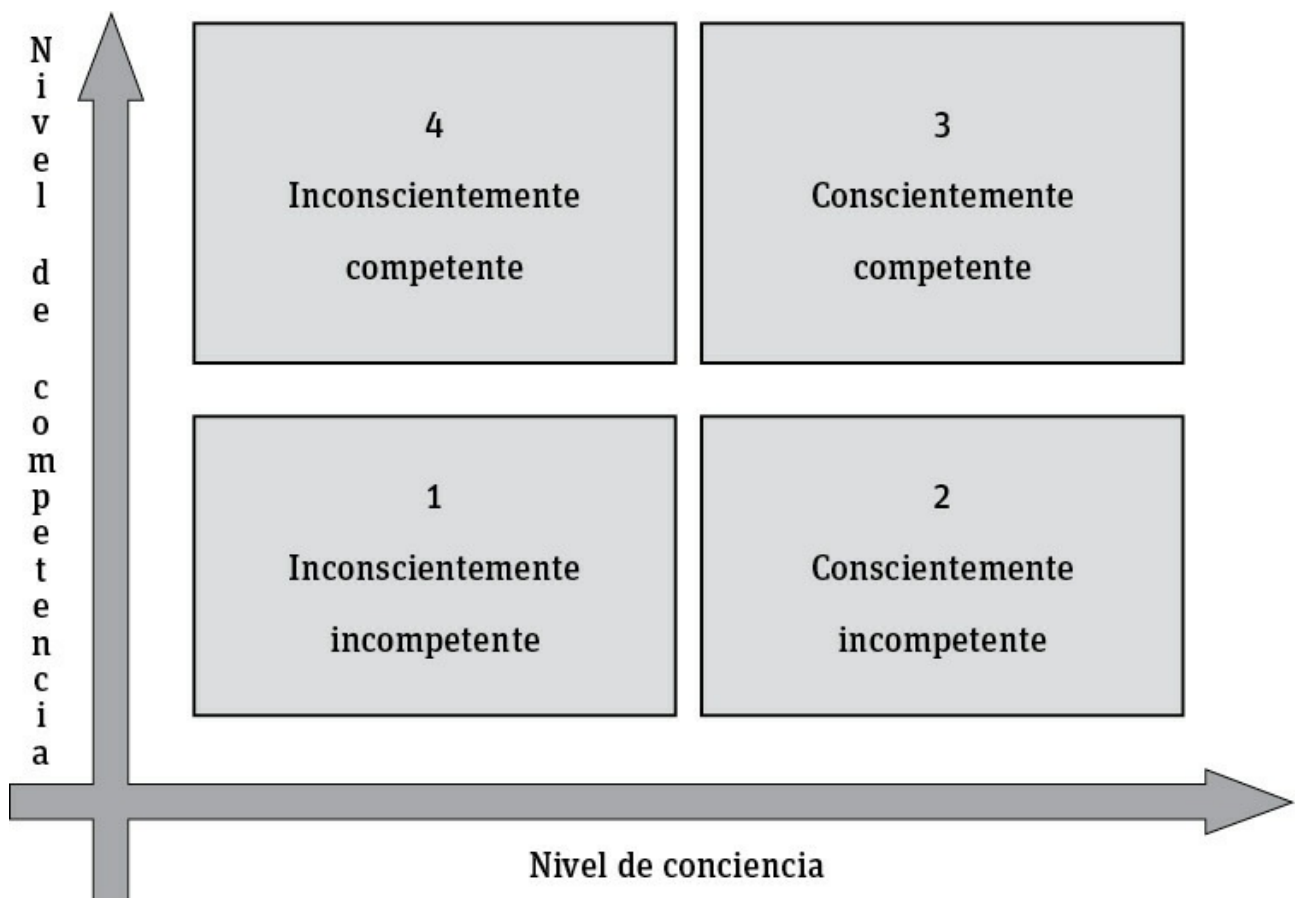 Nivel de competencia
4
Inconscientemente
competente
3
Conscientemente
competente
1
Inconscientemente
incompetente
2
Conscientemente
incompetente
Nivel de conciencia